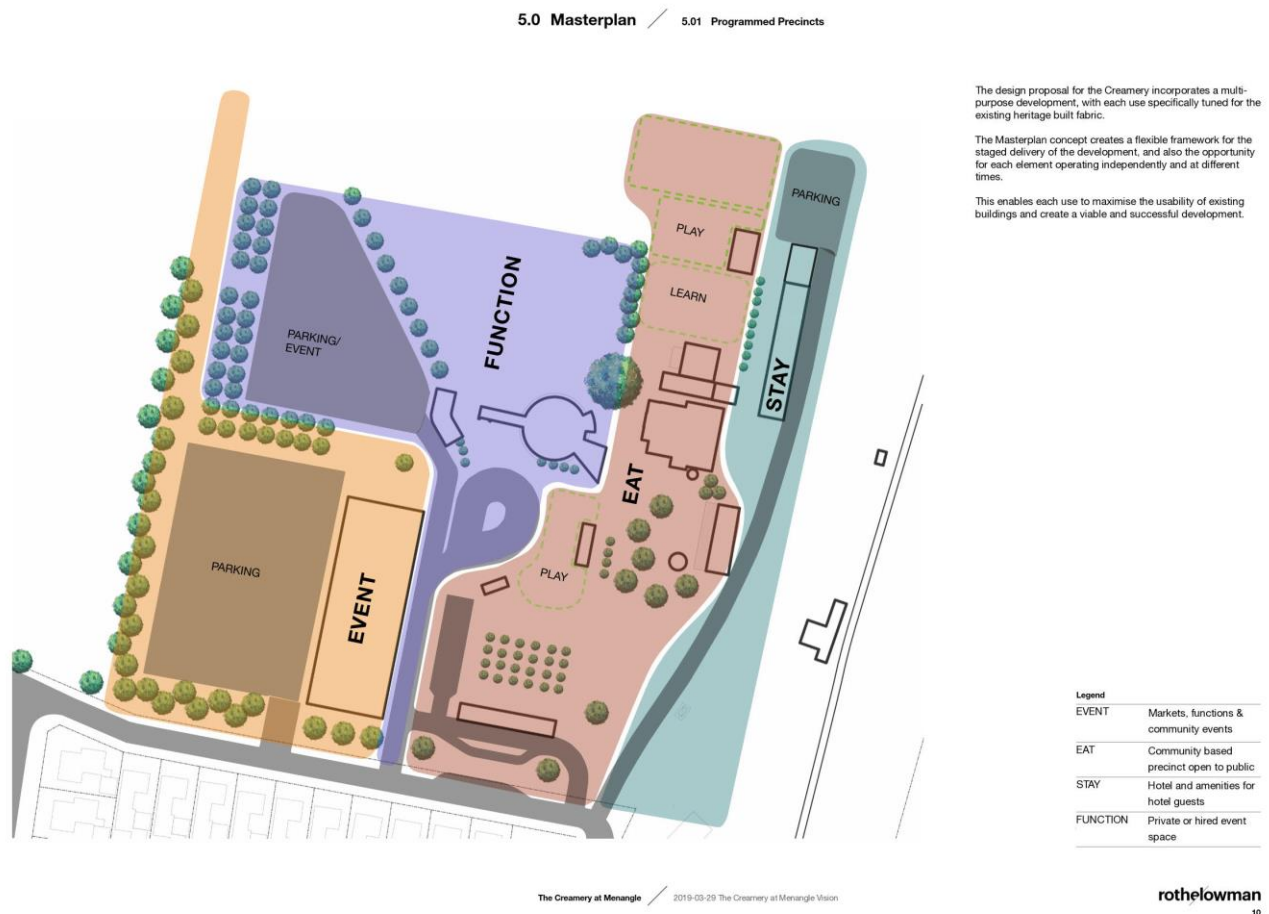 5.0 Masterplan / 5.01 Programmed Precincts
The design proposal for the Creamery incorporates a multi-
purpose development, with each use specifically tuned for the
existing heritage built fabric.
The Masterplan concept creates a flexible framework for the
staged delivery of the development, and also the opportunity
for each element operating independently and at different
times.
This enables each use to maximise the usability of existing
buildings and create a viable and successful development.
PARKING
PLAY
LEARN
FUNCTION
PARKING/
EVENT
STAY
EAT
PLAY
PARKING
EVENT
Legend
EVENT Markets, functions &
community events
EAT Community based
precinct open to public
STAY Hotel and amenities for
hotel guests
FUNCTION Private or hired event
space
The Creamery at Menangle / 2019-03-29 The Creamery at Menangle Vision
rothelowman
10